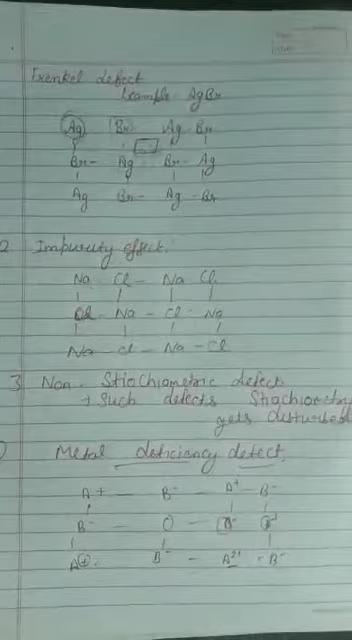 Frenkel defect
Example - AgBr
Ag Br Ag Br
Br - Ag Br - Ag
Ag Br - Ag - Br
2 Impurity effect.
Na Cl - Na Cl
Cl - Na - Cl - Na
Na - Cl - Na - Cl
3 Non - Stiochiometric defect
→ Such defects Stochiometry
gets disturbed
Metal deficiency defect.
A+ - B- - A+ - B-
B- - O - B-
A+ B- - A2+ - B-